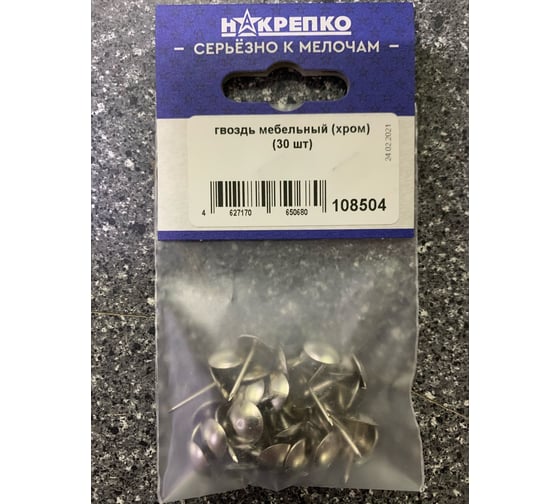 НАКРЕПКО
СЕРЬЁЗНО К МЕЛОЧАМ
гвоздь мебельный (хром)
(30 шт)
24.02.2021
4 627170 650680
108504